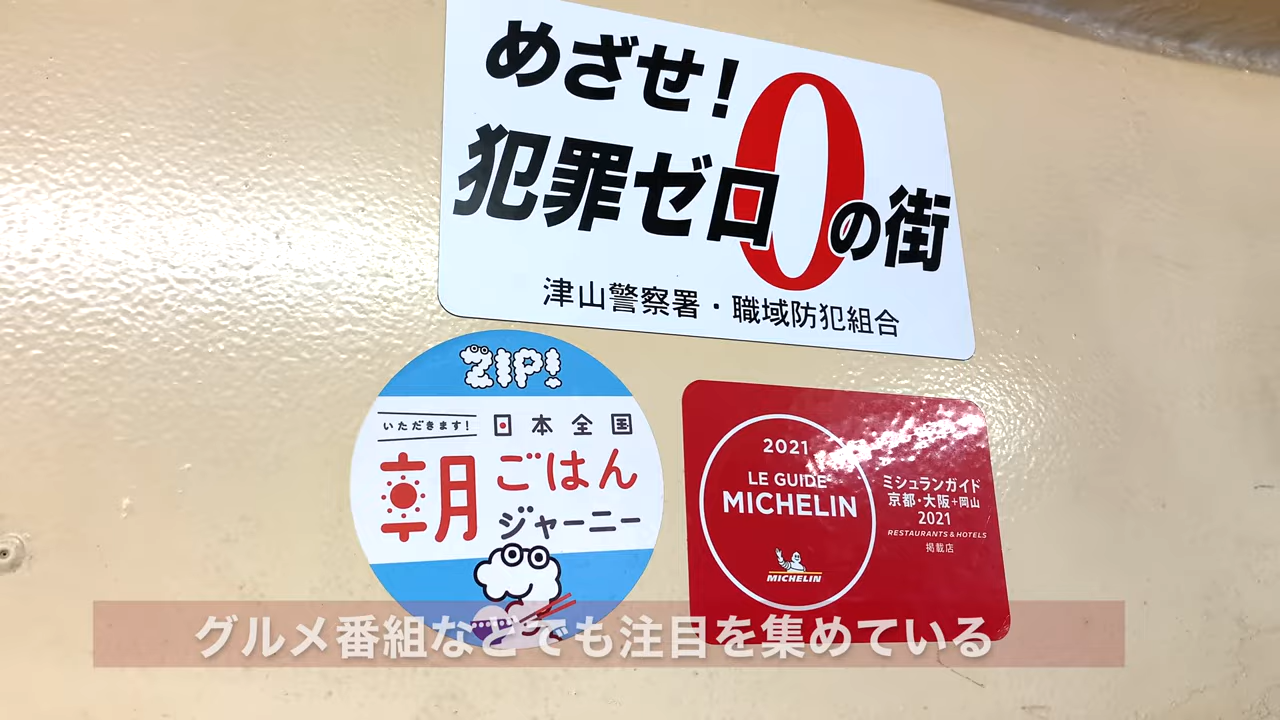 めざせ!
犯罪ゼロ0の街
津山警察署・職域防犯組合
ZIP!
いただきます! 日本全国
朝ごはん
ジャーニー
2021
LE GUIDE
MICHELIN
MICHELIN
ミシュランガイド
京都・大阪+岡山
2021
RESTAURANTS & HOTELS
掲載店
グルメ番組などでも注目を集めている